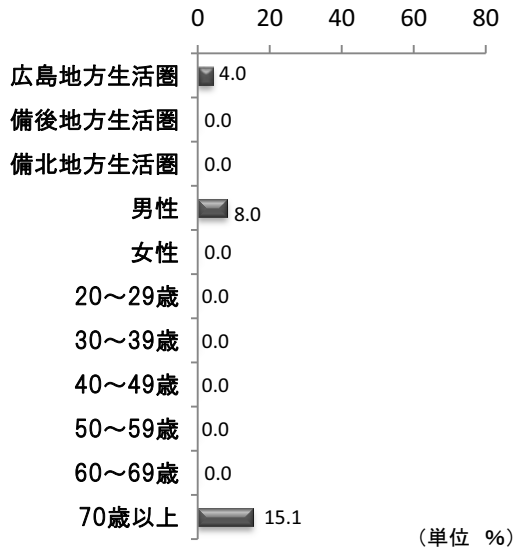 0 20 40 60 80
広島地方生活圏 4.0
備後地方生活圏 0.0
備北地方生活圏 0.0
男性 8.0
女性 0.0
20～29歳 0.0
30～39歳 0.0
40～49歳 0.0
50～59歳 0.0
60～69歳 0.0
70歳以上 15.1
（単位 %）